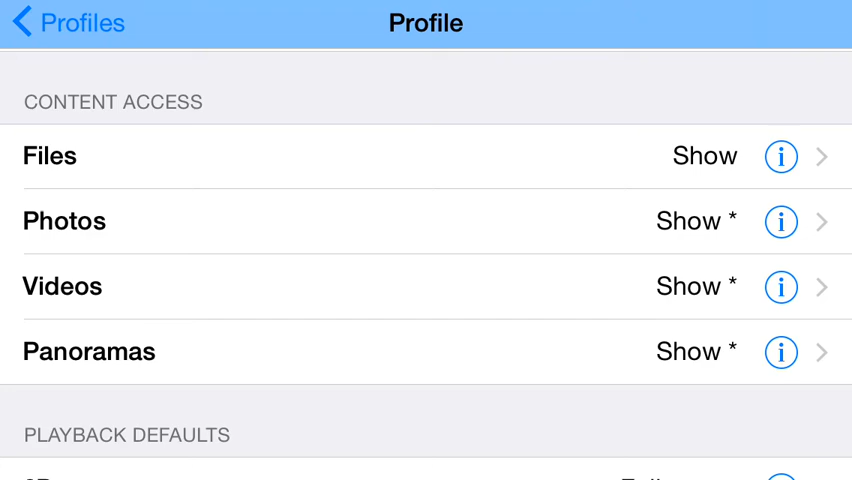 Profiles
Profile
CONTENT ACCESS
Files Show
Photos Show *
Videos Show *
Panoramas Show *
PLAYBACK DEFAULTS